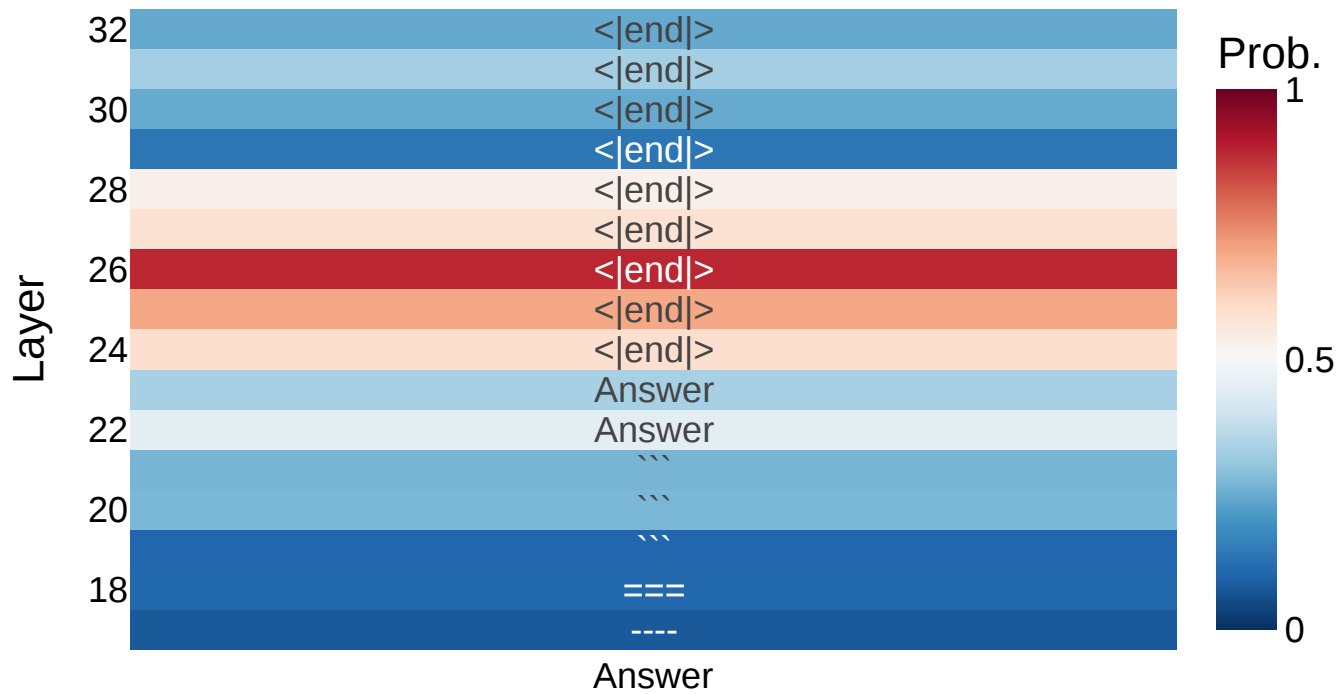 32 <|end|>
<|end|>
Prob.
30 <|end|>
1
<|end|>
28 <|end|>
<|end|>
26 <|end|>
<|end|>
Layer
24 <|end|>
0.5
Answer
22 Answer
```
20 ```
```
18 ===
0
----
Answer